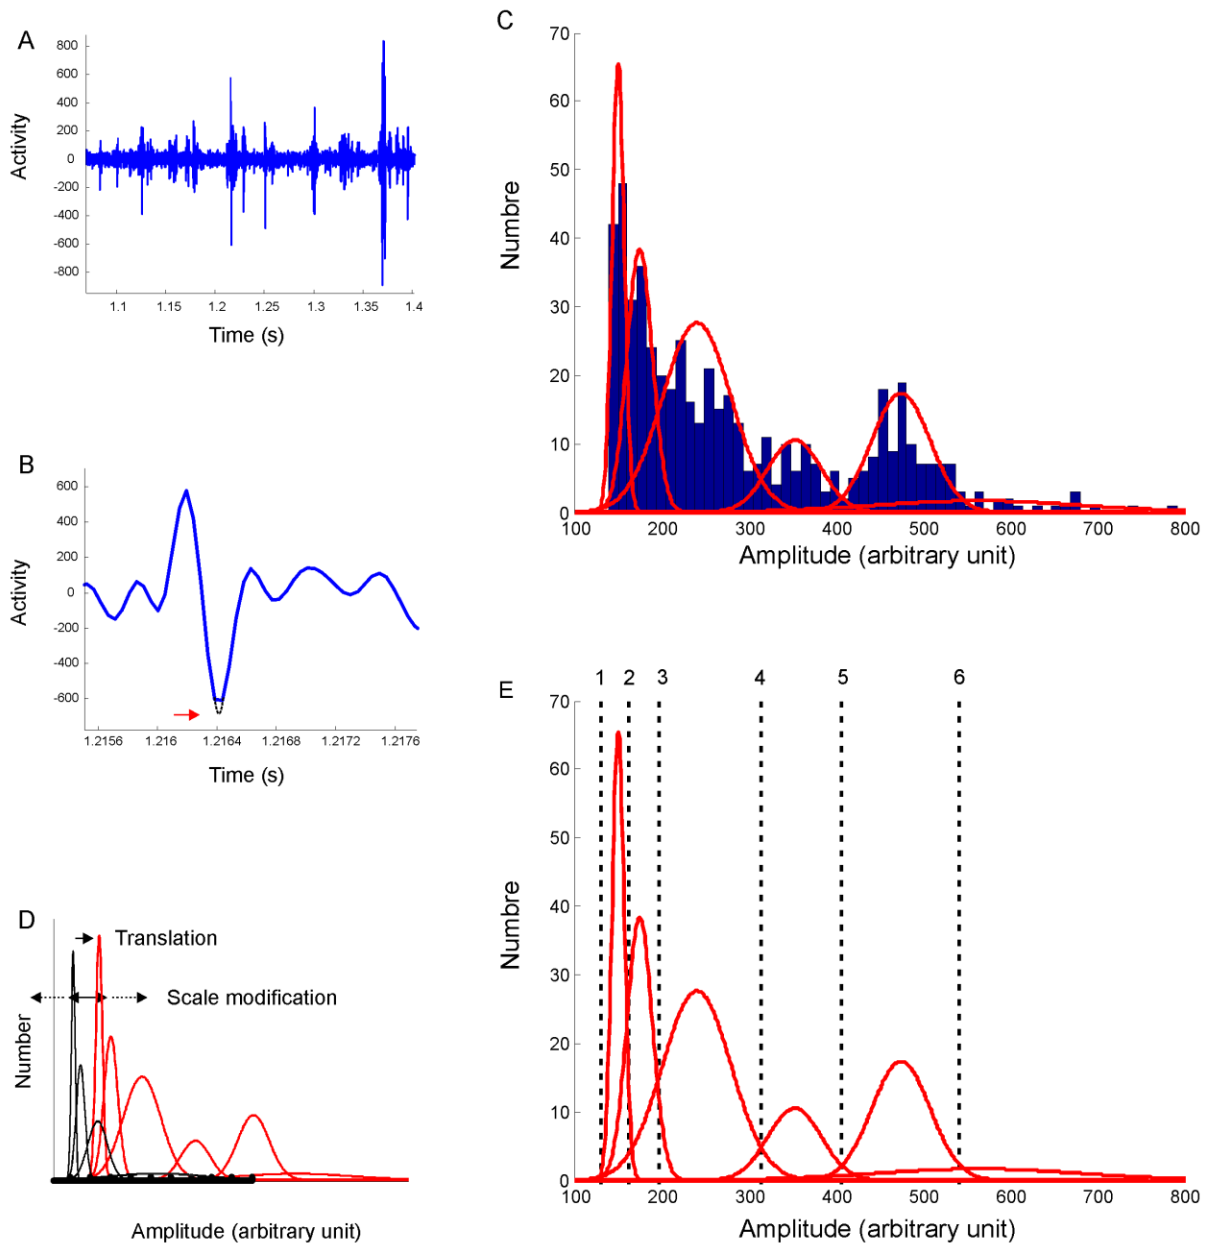 A
800
600
400
200
0
-200
-400
-600
-800
Activity
1.1 1.15 1.2 1.25 1.3 1.35 1.4
Time (s)
B
600
400
200
0
-200
-400
-600
Activity
1.2156 1.216 1.2164 1.2168 1.2172 1.2176
Time (s)
C
70
60
50
40
30
20
10
0
Numbre
100 200 300 400 500 600 700 800
Amplitude (arbitrary unit)
D
Translation
Scale modification
Number
Amplitude (arbitrary unit)
E
1 2 3 4 5 6
70
60
50
40
30
20
10
0
Numbre
100 200 300 400 500 600 700 800
Amplitude (arbitrary unit)